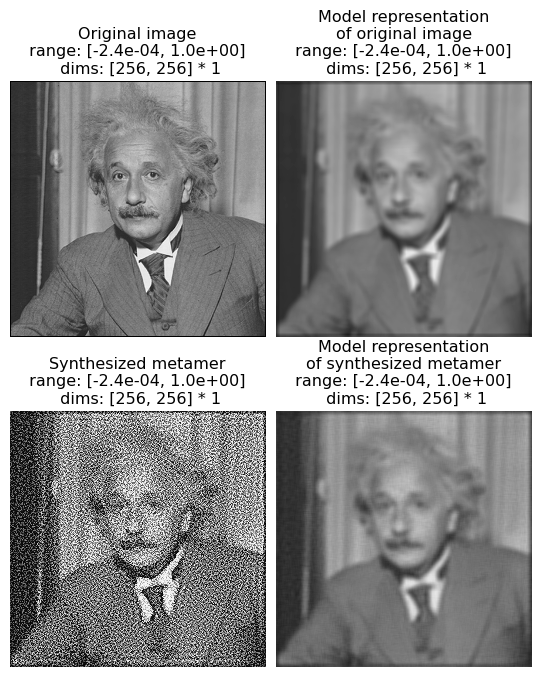 Original image
range: [-2.4e-04, 1.0e+00]
dims: [256, 256] * 1
Model representation
of original image
range: [-2.4e-04, 1.0e+00]
dims: [256, 256] * 1
Synthesized metamer
range: [-2.4e-04, 1.0e+00]
dims: [256, 256] * 1
Model representation
of synthesized metamer
range: [-2.4e-04, 1.0e+00]
dims: [256, 256] * 1